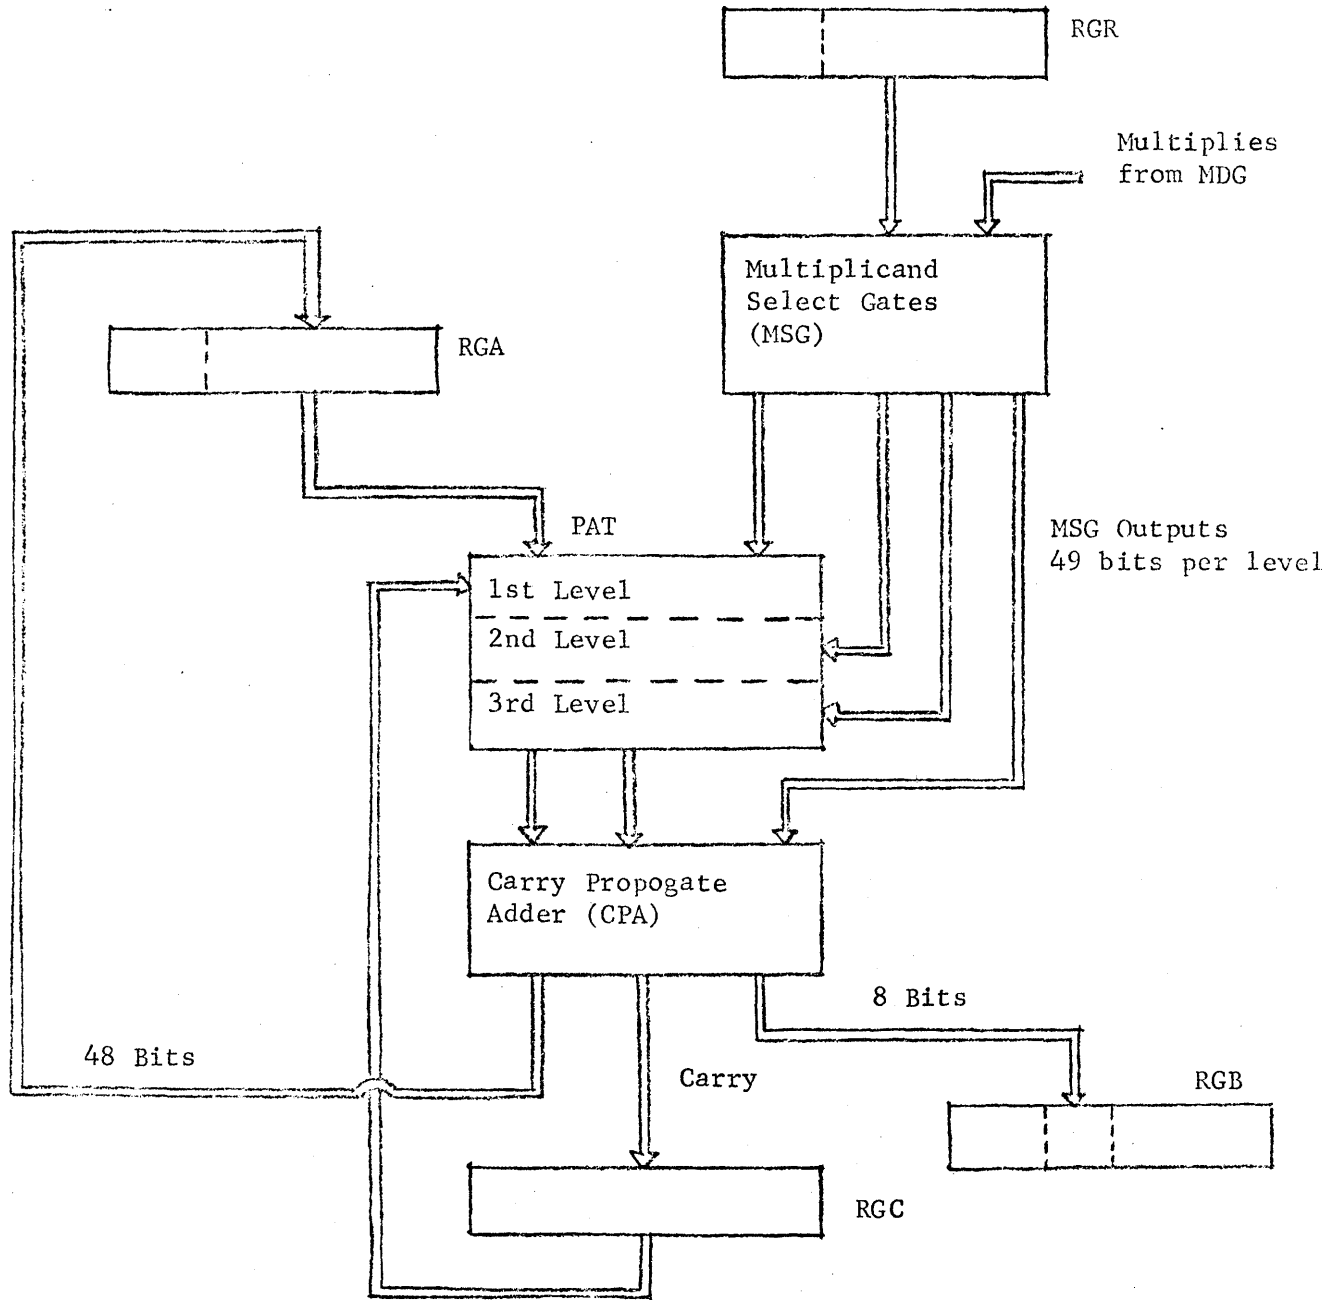 RGR
Multiplies
from MDG
Multiplicand
Select Gates
(MSG)
RGA
PAT
MSG Outputs
49 bits per level
1st Level
2nd Level
3rd Level
Carry Propogate
Adder (CPA)
8 Bits
48 Bits
Carry
RGB
RGC